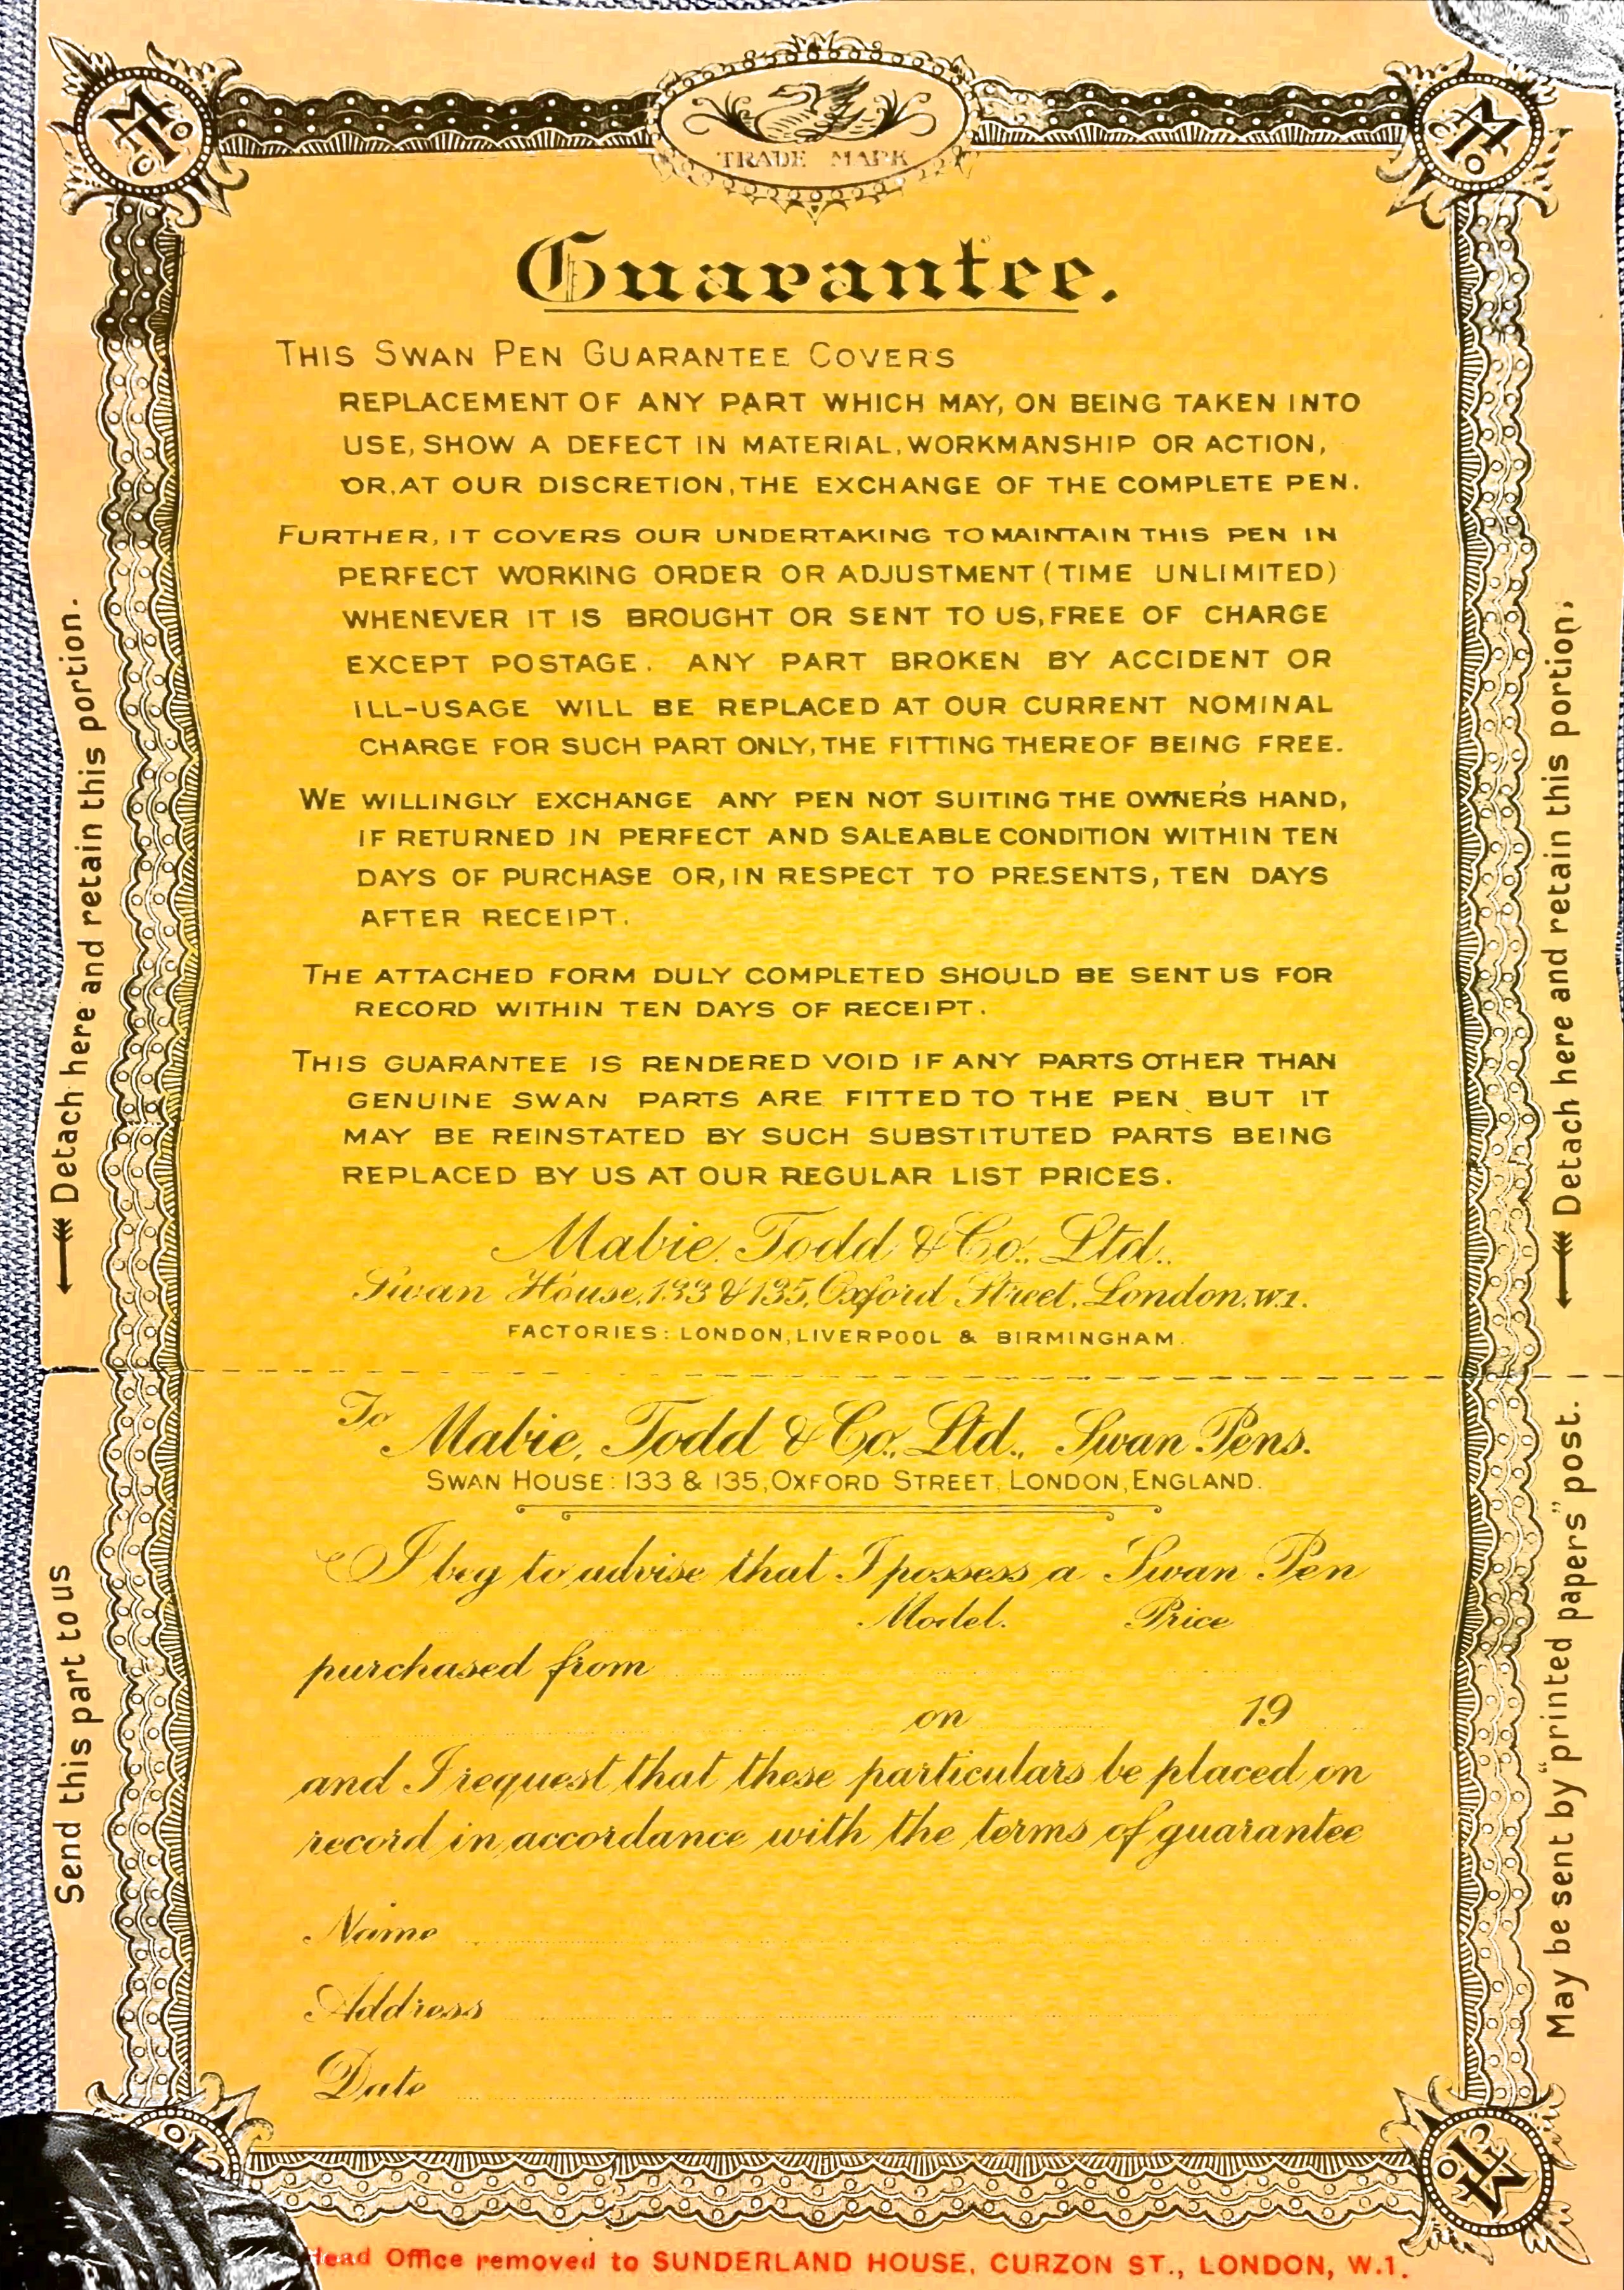 TRADE MARK
Guarantee.
THIS SWAN PEN GUARANTEE COVERS
REPLACEMENT OF ANY PART WHICH MAY, ON BEING TAKEN INTO
USE, SHOW A DEFECT IN MATERIAL, WORKMANSHIP OR ACTION,
OR, AT OUR DISCRETION, THE EXCHANGE OF THE COMPLETE PEN.
FURTHER, IT COVERS OUR UNDERTAKING TO MAINTAIN THIS PEN IN
PERFECT WORKING ORDER OR ADJUSTMENT (TIME UNLIMITED)
WHENEVER IT IS BROUGHT OR SENT TO US, FREE OF CHARGE
EXCEPT POSTAGE. ANY PART BROKEN BY ACCIDENT OR
ILL-USAGE WILL BE REPLACED AT OUR CURRENT NOMINAL
CHARGE FOR SUCH PART ONLY, THE FITTING THEREOF BEING FREE.
WE WILLINGLY EXCHANGE ANY PEN NOT SUITING THE OWNER'S HAND,
IF RETURNED IN PERFECT AND SALEABLE CONDITION WITHIN TEN
DAYS OF PURCHASE OR, IN RESPECT TO PRESENTS, TEN DAYS
AFTER RECEIPT.
THE ATTACHED FORM DULY COMPLETED SHOULD BE SENT US FOR
RECORD WITHIN TEN DAYS OF RECEIPT.
THIS GUARANTEE IS RENDERED VOID IF ANY PARTS OTHER THAN
GENUINE SWAN PARTS ARE FITTED TO THE PEN BUT IT
MAY BE REINSTATED BY SUCH SUBSTITUTED PARTS BEING
REPLACED BY US AT OUR REGULAR LIST PRICES.
Mabie, Todd & Co., Ltd.,
Swan House, 133 & 135, Oxford Street, London. W.1.
FACTORIES: LONDON, LIVERPOOL & BIRMINGHAM.
← Detach here and retain this portion.
← Detach here and retain this portion.
To Mabie, Todd & Co., Ltd., Swan Pens.
SWAN HOUSE: 133 & 135, OXFORD STREET, LONDON, ENGLAND.
I beg to advise that I possess a Swan Pen
Model. Price
purchased from
on 19
and I request that these particulars be placed on
record in accordance with the terms of guarantee
Name
Address
Date
Send this part to us
May be sent by "printed papers" post.
Head Office removed to SUNDERLAND HOUSE, CURZON ST., LONDON, W.1.